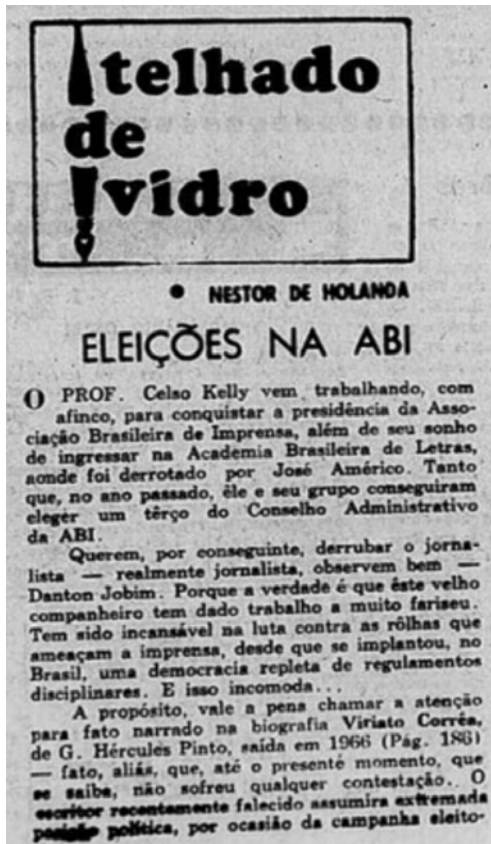 telhado
de
vidro
• NESTOR DE HOLANDA
ELEIÇÕES NA ABI
O PROF. Celso Kelly vem trabalhando, com
afinco, para conquistar a presidência da Asso-
ciação Brasileira de Imprensa, além de seu sonho
de ingressar na Academia Brasileira de Letras,
aonde foi derrotado por José Américo. Tanto
que, no ano passado, êle e seu grupo conseguiram
eleger um têrço do Conselho Administrativo
da ABI.
Querem, por conseguinte, derrubar o jorna-
lista — realmente jornalista, observem bem —
Danton Jobim. Porque a verdade é que êste velho
companheiro tem dado trabalho a muito fariseu.
Tem sido incansável na luta contra as rôlhas que
ameaçam a imprensa, desde que se implantou, no
Brasil, uma democracia repleta de regulamentos
disciplinares. E isso incomoda...
A propósito, vale a pena chamar a atenção
para fato narrado na biografia Viriato Corrêa,
de G. Hércules Pinto, saída em 1966 (Pág. 186)
— fato, aliás, que, até o presente momento, que
se saiba, não sofreu qualquer contestação. O
escritor recentemente falecido assumira extremada
posição política, por ocasião da campanha eleito-